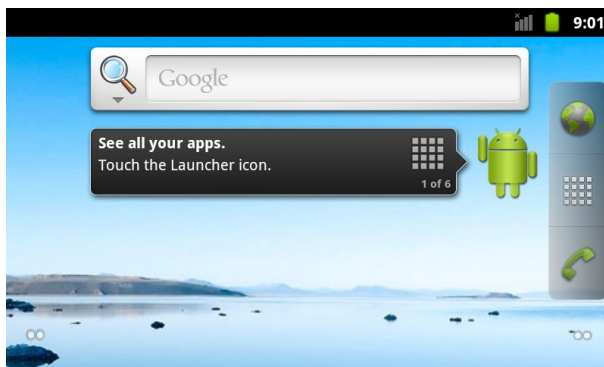 9:01
Google
See all your apps.
Touch the Launcher icon.
1 of 6